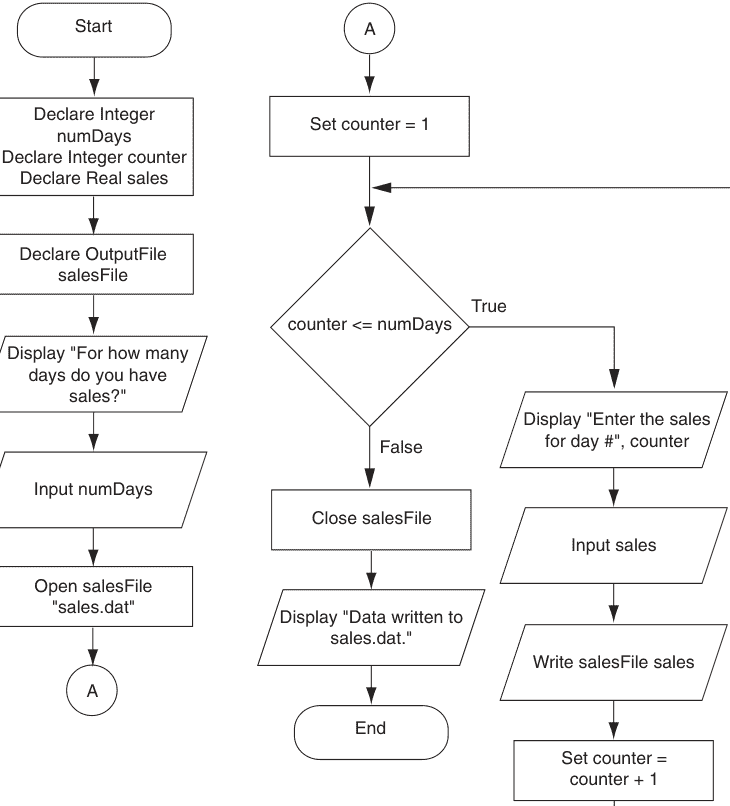 Start
Declare Integer
numDays
Declare Integer counter
Declare Real sales
Declare OutputFile
salesFile
Display "For how many
days do you have
sales?"
Input numDays
Open salesFile
"sales.dat"
A
A
Set counter = 1
counter <= numDays
True
False
Close salesFile
Display "Data written to
sales.dat."
End
Display "Enter the sales
for day #", counter
Input sales
Write salesFile sales
Set counter =
counter + 1